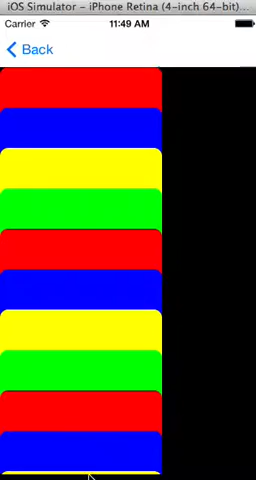 iOS Simulator – iPhone Retina (4-inch 64-bit)...
Carrier 11:49 AM
Back